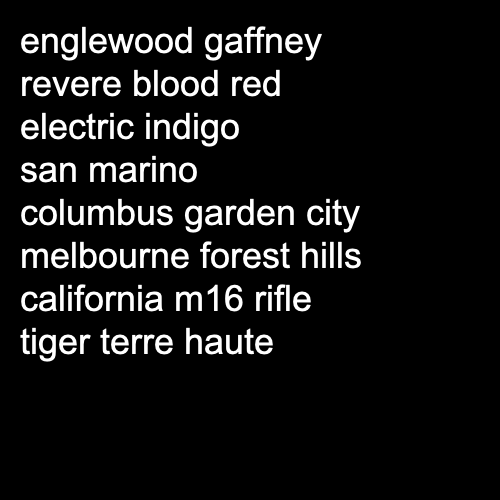 englewood gaffney
revere blood red
electric indigo
san marino
columbus garden city
melbourne forest hills
california m16 rifle
tiger terre haute